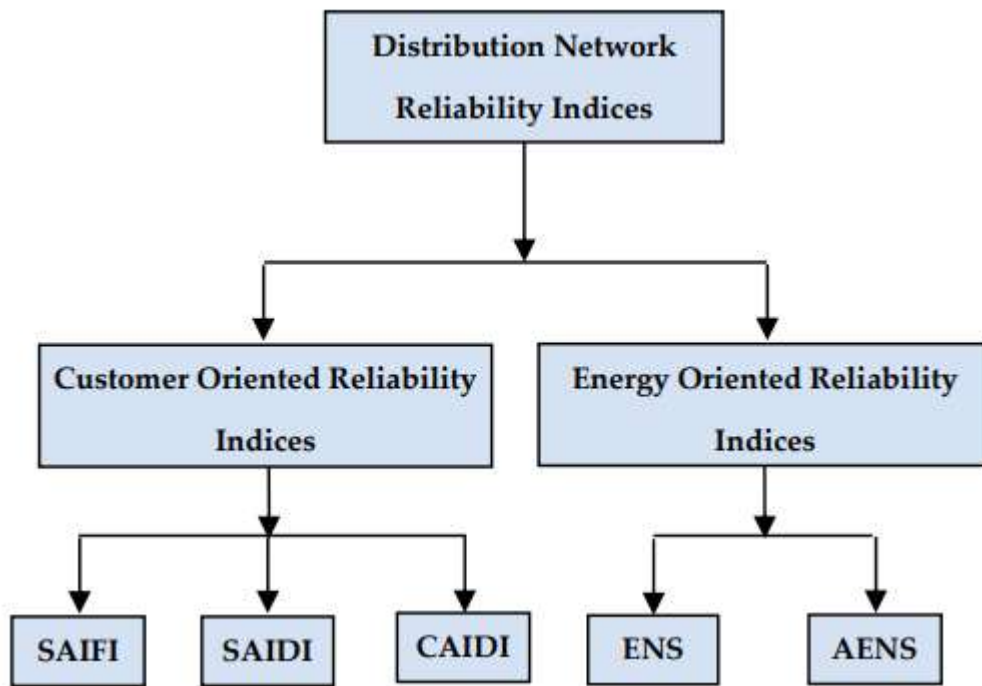 Distribution Network
Reliability Indices
Customer Oriented Reliability
Indices
Energy Oriented Reliability
Indices
SAIFI
SAIDI
CAIDI
ENS
AENS